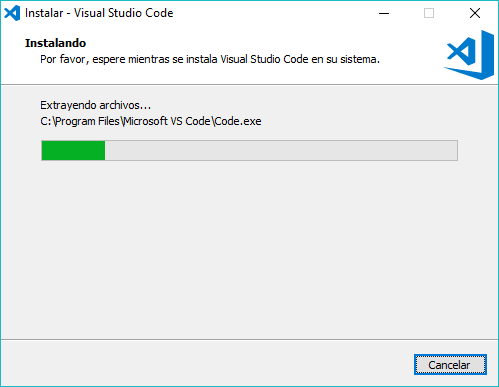 Instalar - Visual Studio Code
Instalando
Por favor, espere mientras se instala Visual Studio Code en su sistema.
Extrayendo archivos...
C:\Program Files\Microsoft VS Code\Code.exe
Cancelar